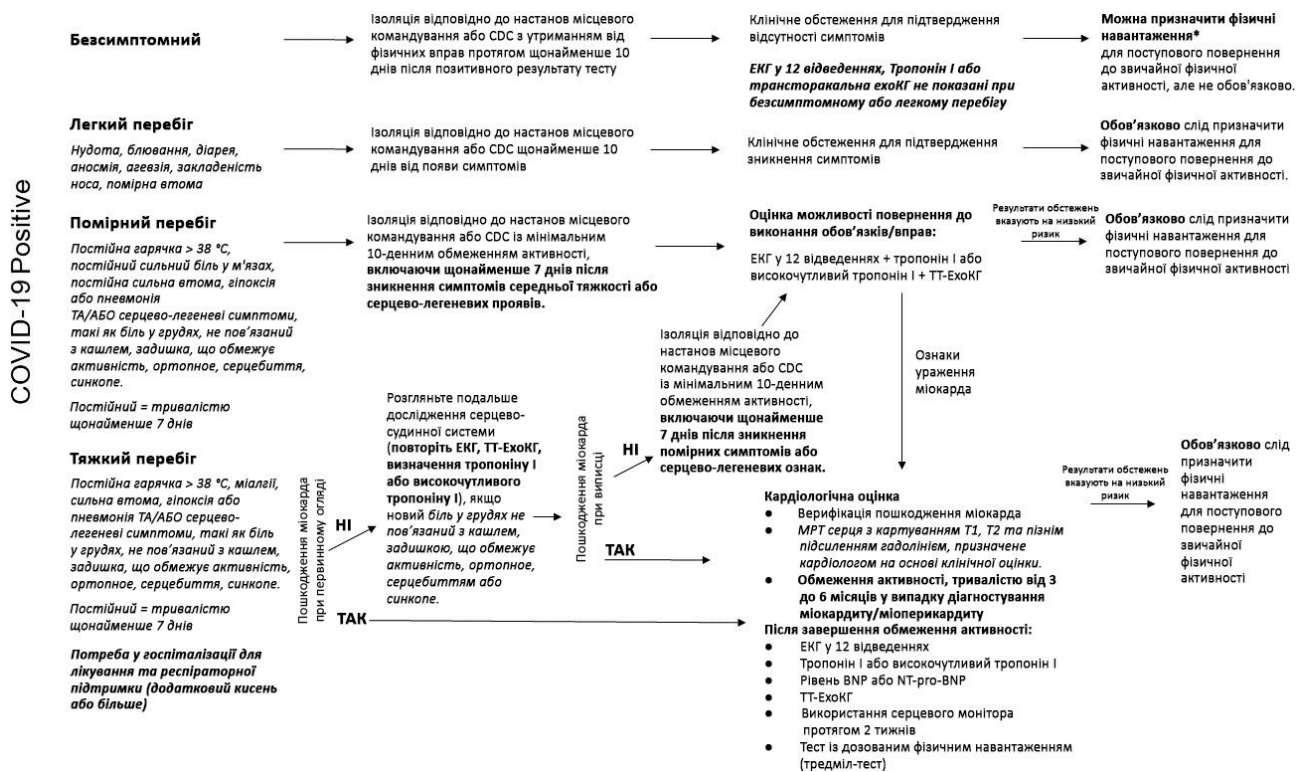 COVID-19 Positive
Безсимптомний
Ізоляція відповідно до настанов місцевого
командування або CDC з утриманням від
фізичних вправ протягом щонайменше 10
днів після позитивного результату тесту
Клінічне обстеження для підтвердження
відсутності симптомів
ЕКГ у 12 відведеннях, Тропонін І або
трансторакальна ехоКГ не показані при
безсимптомному або легкому перебігу
Можна призначити фізичні
навантаження*
для поступового повернення
до звичайної фізичної
активності, але не обов'язково.
Легкий перебіг
Нудота, блювання, діарея,
аносмія, агевзія, закладеність
носа, помірна втома
Ізоляція відповідно до настанов місцевого
командування або CDC щонайменше 10
днів від появи симптомів
Клінічне обстеження для підтвердження
зникнення симптомів
Обов’язково слід призначити
фізичні навантаження для
поступового повернення до
звичайної фізичної активності.
Помірний перебіг
Постійна гарячка > 38 °C,
постійний сильний біль у м'язах,
постійна сильна втома, гіпоксія
або пневмонія
ТА/АБО серцево-легеневі симптоми,
такі як біль у грудях, не пов’язаний
з кашлем, задишка, що обмежує
активність, ортопное, серцебиття,
синкопе.
Постійний = тривалістю
щонайменше 7 днів
Ізоляція відповідно до настанов місцевого
командування або CDC із мінімальним
10-денним обмеженням активності,
включаючи щонайменше 7 днів після
зникнення симптомів середньої тяжкості або
серцево-легеневих проявів.
Оцінка можливості повернення до
виконання обов’язків/вправ:
ЕКГ у 12 відведеннях + тропонін І або
високочутливий тропонін І + ТТ-ЕхоКГ
Результати обстежень
вказують на низький
ризик
Обов’язково слід призначити
фізичні навантаження для
поступового повернення до
звичайної фізичної активності
Ознаки
ураження
міокарда
Тяжкий перебіг
Постійна гарячка > 38 °C, міалгії,
сильна втома, гіпоксія або
пневмонія ТА/АБО серцево-
легеневі симптоми, такі як біль
у грудях, не пов’язаний з кашлем,
задишка, що обмежує активність,
ортопное, серцебиття, синкопе.
Постійний = тривалістю
щонайменше 7 днів
Потреба у госпіталізації для
лікування та респіраторної
підтримки (додатковий кисень
або більше)
Пошкодження міокарда
при первинному огляді
НІ
ТАК
Розгляньте подальше
дослідження серцево-
судинної системи
(повторіть ЕКГ, ТТ-ЕхоКГ,
визначення тропоніну І
або високочутливого
тропоніну І), якщо
новий біль у грудях не
пов’язаний з кашлем,
задишкою, що обмежує
активність, ортопное,
серцебиттям або
синкопе.
Пошкодження міокарда
при виписці
НІ
ТАК
Ізоляція відповідно до
настанов місцевого
командування або CDC
із мінімальним 10-денним
обмеженням активності,
включаючи щонайменше
7 днів після зникнення
помірних симптомів або
серцево-легеневих ознак.
Кардіологічна оцінка
● Верифікація пошкодження міокарда
● МРТ серця з картуванням Т1, Т2 та пізнім
підсиленням гадолінієм, призначене
кардіологом на основі клінічної оцінки.
● Обмеження активності, тривалістю від 3
до 6 місяців у випадку діагностування
міокардиту/міоперикардиту
Після завершення обмеження активності:
● ЕКГ у 12 відведеннях
● Тропонін І або високочутливий тропонін І
● Рівень BNP або NT-pro-BNP
● ТТ-ЕхоКГ
● Використання серцевого монітора
протягом 2 тижнів
● Тест із дозованим фізичним навантаженням
(тредміл-тест)
Результати обстежень
вказують на низький
ризик
Обов’язково слід
призначити
фізичні
навантаження
для поступового
повернення до
звичайної
фізичної
активності